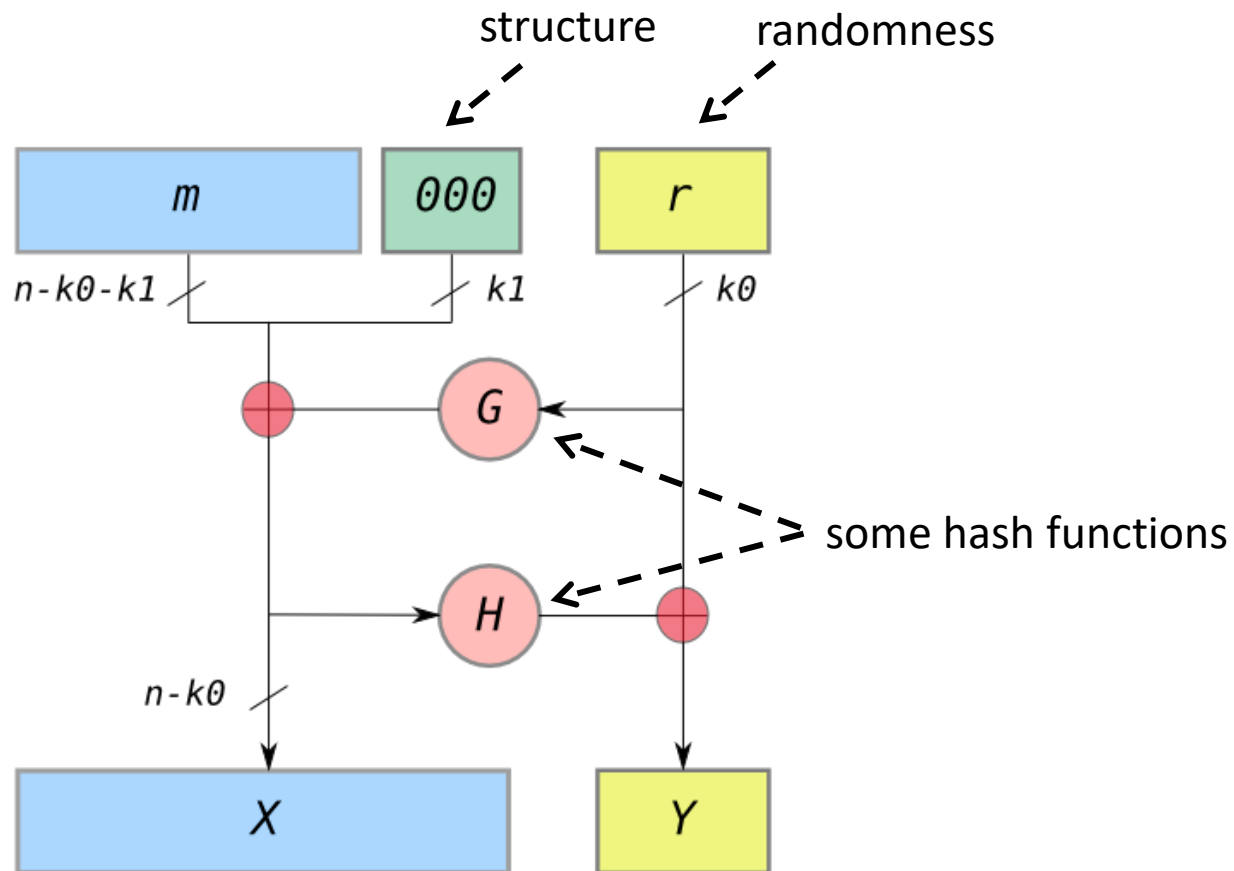 structure randomness
m 000 r
n-k0-k1 k1 k0
G
some hash functions
H
n-k0
X Y